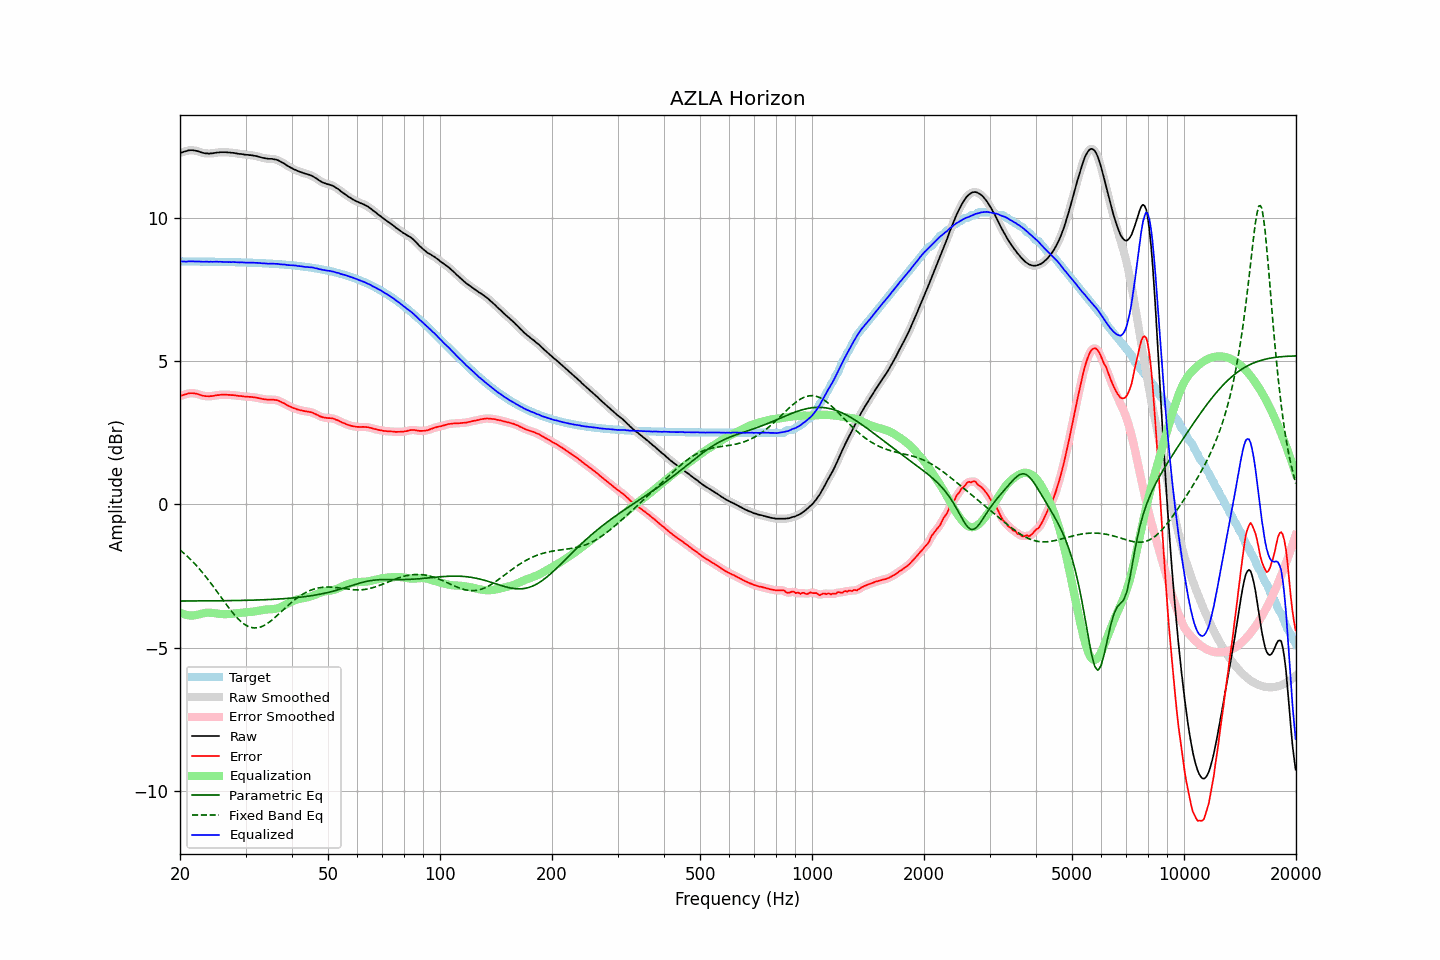 AZLA Horizon
Amplitude (dBr)
10
5
0
−5
−10
Target
Raw Smoothed
Error Smoothed
Raw
Error
Equalization
Parametric Eq
Fixed Band Eq
Equalized
20 50 100 200 500 1000 2000 5000 10000 20000
Frequency (Hz)